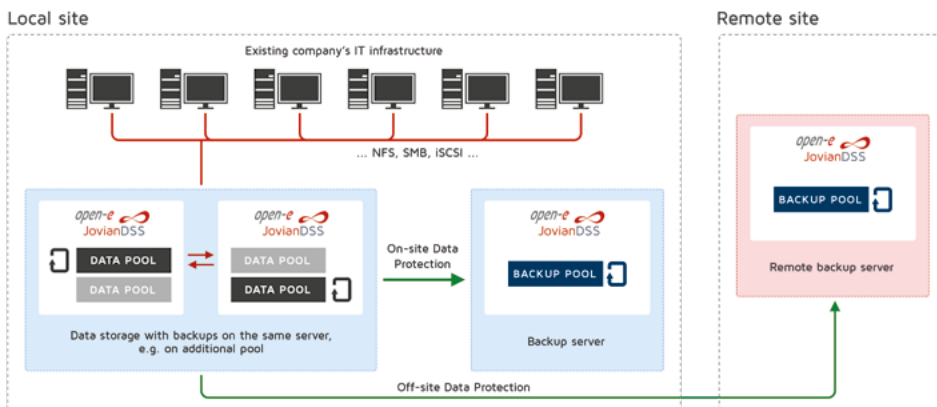 Local site
Remote site
Existing company's IT infrastructure
... NFS, SMB, iSCSI ...
open-e
JovianDSS
DATA POOL
DATA POOL
open-e
JovianDSS
DATA POOL
DATA POOL
Data storage with backups on the same server,
e.g. on additional pool
On-site Data
Protection
open-e
JovianDSS
BACKUP POOL
Backup server
open-e
JovianDSS
BACKUP POOL
Remote backup server
Off-site Data Protection